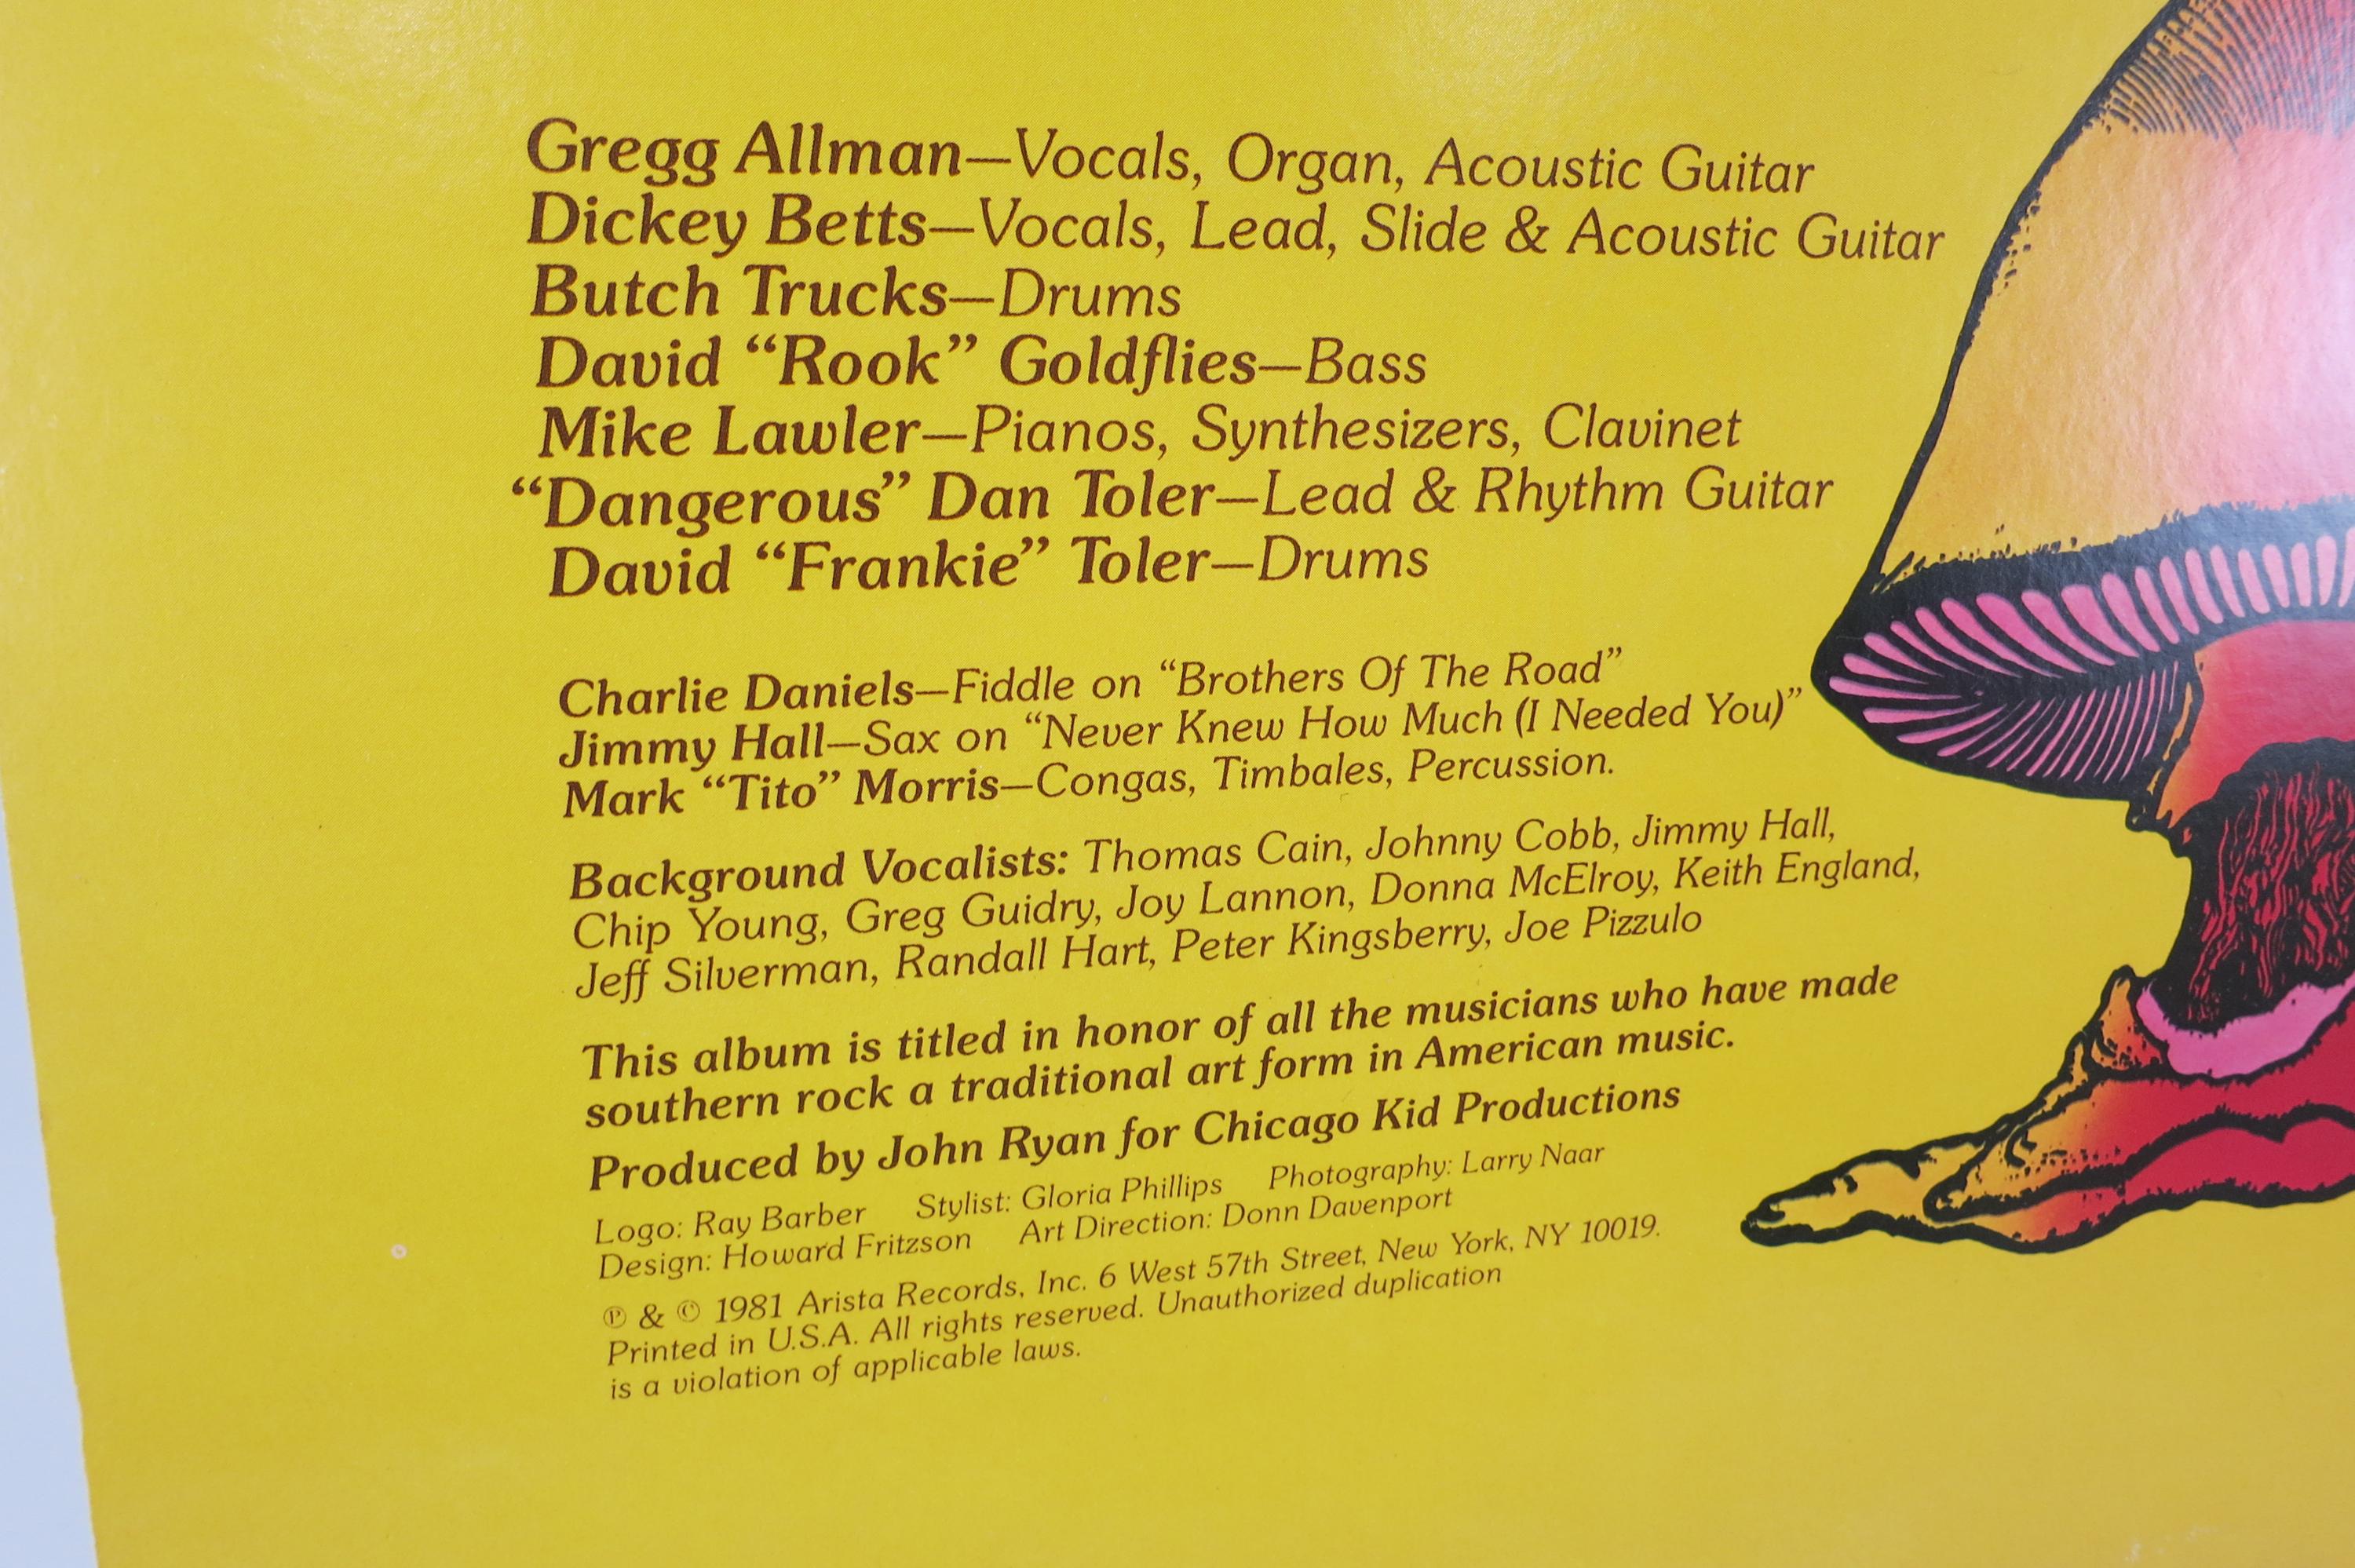 Gregg Allman—Vocals, Organ, Acoustic Guitar
Dickey Betts—Vocals, Lead, Slide & Acoustic Guitar
Butch Trucks—Drums
David “Rook” Goldflies—Bass
Mike Lawler—Pianos, Synthesizers, Clavinet
“Dangerous” Dan Toler—Lead & Rhythm Guitar
David “Frankie” Toler—Drums
Charlie Daniels—Fiddle on “Brothers Of The Road”
Jimmy Hall—Sax on “Never Knew How Much (I Needed You)”
Mark “Tito” Morris—Congas, Timbales, Percussion.
Background Vocalists: Thomas Cain, Johnny Cobb, Jimmy Hall,
Chip Young, Greg Guidry, Joy Lannon, Donna McElroy, Keith England,
Jeff Silverman, Randall Hart, Peter Kingsberry, Joe Pizzulo
This album is titled in honor of all the musicians who have made
southern rock a traditional art form in American music.
Produced by John Ryan for Chicago Kid Productions
Logo: Ray Barber Stylist: Gloria Phillips Photography: Larry Naar
Design: Howard Fritzson Art Direction: Donn Davenport
℗ & © 1981 Arista Records, Inc. 6 West 57th Street, New York, NY 10019.
Printed in U.S.A. All rights reserved. Unauthorized duplication
is a violation of applicable laws.